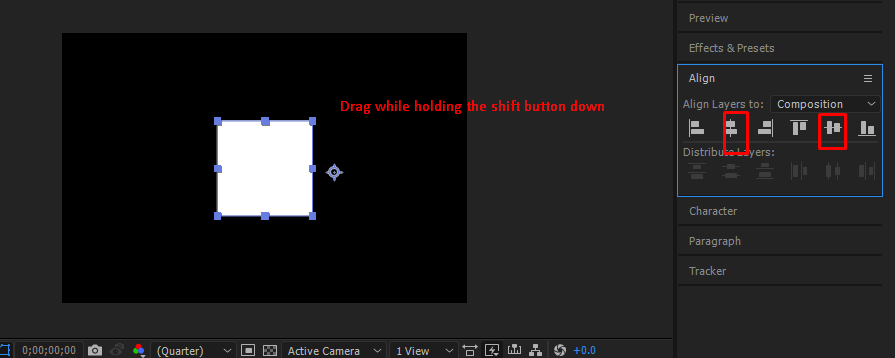 Preview
Effects & Presets
Align
Align Layers to: Composition
Drag while holding the shift button down
Distribute Layers:
Character
Paragraph
Tracker
0;00;00;00 (Quarter) Active Camera 1 View +0.0